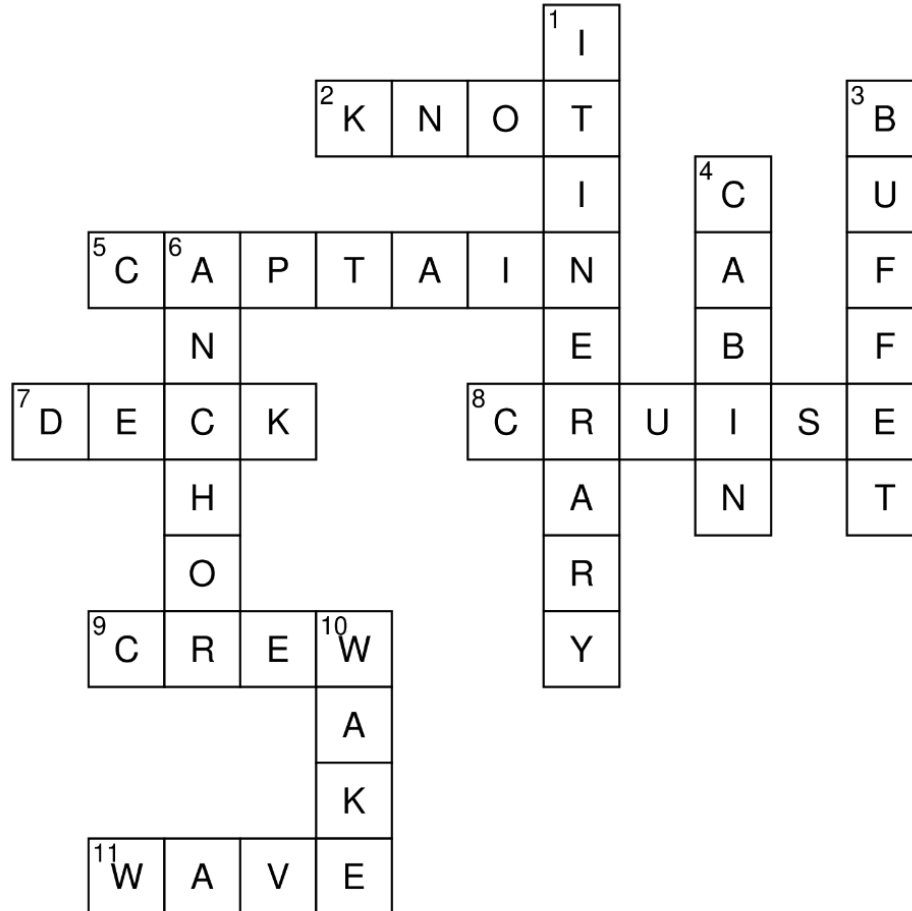 1 I
2 K N O T 3 B
I 4 C U
5 C 6 A P T A I N A F
N E B F
7 D E C K 8 C R U I S E
H A N T
O R
9 C R E 10 W Y
A
K
11 W A V E